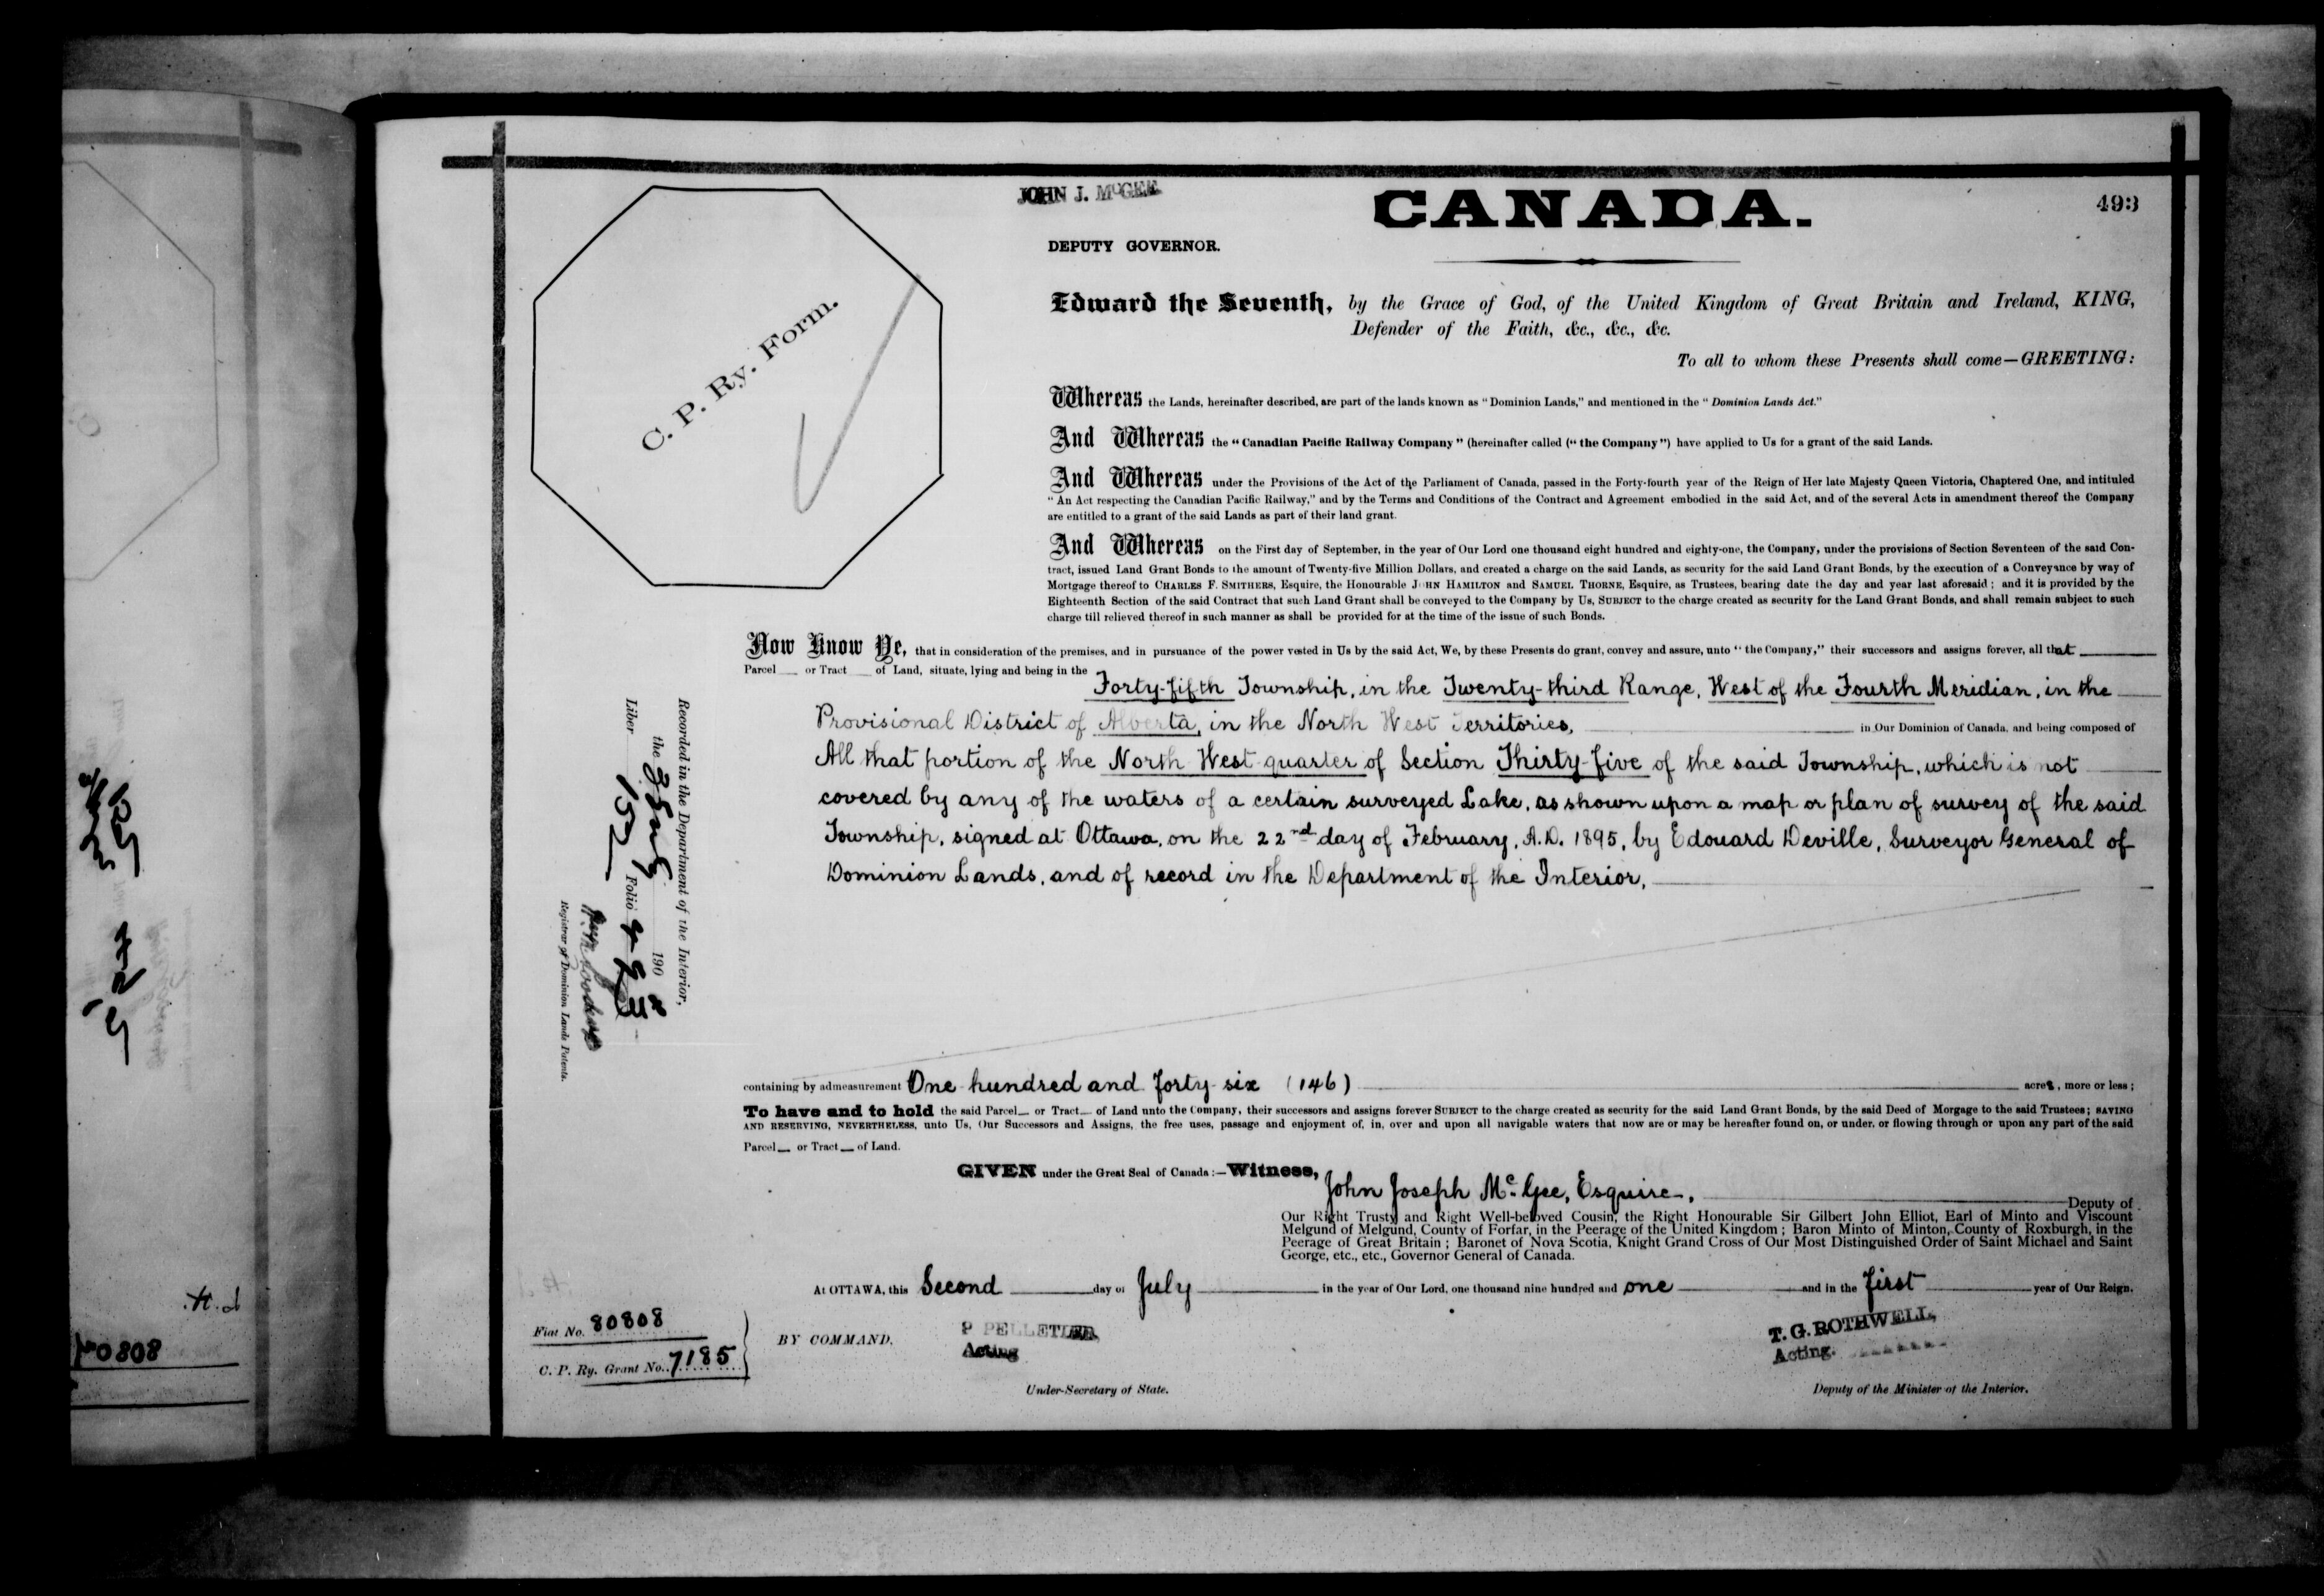 JOHN J. McGEE
CANADA.
493
DEPUTY GOVERNOR.
C. P. Ry. Form.
Edward the Seventh, by the Grace of God, of the United Kingdom of Great Britain and Ireland, KING,
Defender of the Faith, &c., &c., &c.
To all to whom these Presents shall come—GREETING:
Whereas the Lands, hereinafter described, are part of the lands known as "Dominion Lands," and mentioned in the "Dominion Lands Act."
And Whereas the "Canadian Pacific Railway Company" (hereinafter called ("the Company") have applied to Us for a grant of the said Lands.
And Whereas under the Provisions of the Act of the Parliament of Canada, passed in the Forty-fourth year of the Reign of Her late Majesty Queen Victoria, Chaptered One, and intituled
"An Act respecting the Canadian Pacific Railway," and by the Terms and Conditions of the Contract and Agreement embodied in the said Act, and of the several Acts in amendment thereof the Company
are entitled to a grant of the said Lands as part of their land grant.
And Whereas on the First day of September, in the year of Our Lord one thousand eight hundred and eighty-one, the Company, under the provisions of Section Seventeen of the said Con-
tract, issued Land Grant Bonds to the amount of Twenty-five Million Dollars, and created a charge on the said Lands, as security for the said Land Grant Bonds, by the execution of a Conveyance by way of
Mortgage thereof to CHARLES F. SMITHERS, Esquire, the Honourable JOHN HAMILTON and SAMUEL THORNE, Esquire, as Trustees, bearing date the day and year last aforesaid; and it is provided by the
Eighteenth Section of the said Contract that such Land Grant shall be conveyed to the Company by Us, SUBJECT to the charge created as security for the Land Grant Bonds, and shall remain subject to such
charge till relieved thereof in such manner as shall be provided for at the time of the issue of such Bonds.
Now Know Ye, that in consideration of the premises, and in pursuance of the power vested in Us by the said Act, We, by these Presents do grant, convey and assure, unto "the Company," their successors and assigns forever, all that
Parcel or Tract of Land, situate, lying and being in the
Forty-fifth Township, in the Twenty-third Range, West of the Fourth Meridian, in the
Provisional District of Alberta, in the North West Territories, in Our Dominion of Canada, and being composed of
All that portion of the North West quarter of Section Thirty-five of the said Township, which is not
covered by any of the waters of a certain surveyed Lake, as shown upon a map or plan of survey of the said
Township, signed at Ottawa, on the 22nd day of February, A.D. 1895, by Edouard Deville, Surveyor General of
Dominion Lands, and of record in the Department of the Interior,
Recorded in the Department of the Interior,
the 190
Liber 152 Folio 493
Registrar of Dominion Lands Patents.
containing by admeasurement One hundred and forty six (146) acres, more or less;
To have and to hold the said Parcel or Tract of Land unto the Company, their successors and assigns forever SUBJECT to the charge created as security for the said Land Grant Bonds, by the said Deed of Morgage to the said Trustees; SAVING
AND RESERVING, NEVERTHELESS, unto Us, Our Successors and Assigns, the free uses, passage and enjoyment of, in, over and upon all navigable waters that now are or may be hereafter found on, or under, or flowing through or upon any part of the said
Parcel or Tract of Land.
GIVEN under the Great Seal of Canada:—Witness,
John Joseph McGee, Esquire,
Deputy of
Our Right Trusty and Right Well-beloved Cousin, the Right Honourable Sir Gilbert John Elliot, Earl of Minto and Viscount
Melgund of Melgund, County of Forfar, in the Peerage of the United Kingdom; Baron Minto of Minton, County of Roxburgh, in the
Peerage of Great Britain; Baronet of Nova Scotia, Knight Grand Cross of Our Most Distinguished Order of Saint Michael and Saint
George, etc., etc., Governor General of Canada.
At OTTAWA, this Second day of July in the year of Our Lord, one thousand nine hundred and one and in the first year of Our Reign.
Fiat No. 80808
C. P. Ry. Grant No. 7185
BY COMMAND,
P PELLETIER,
Acting
Under-Secretary of State.
T. G. ROTHWELL,
Acting.
Deputy of the Minister of the Interior.
0808